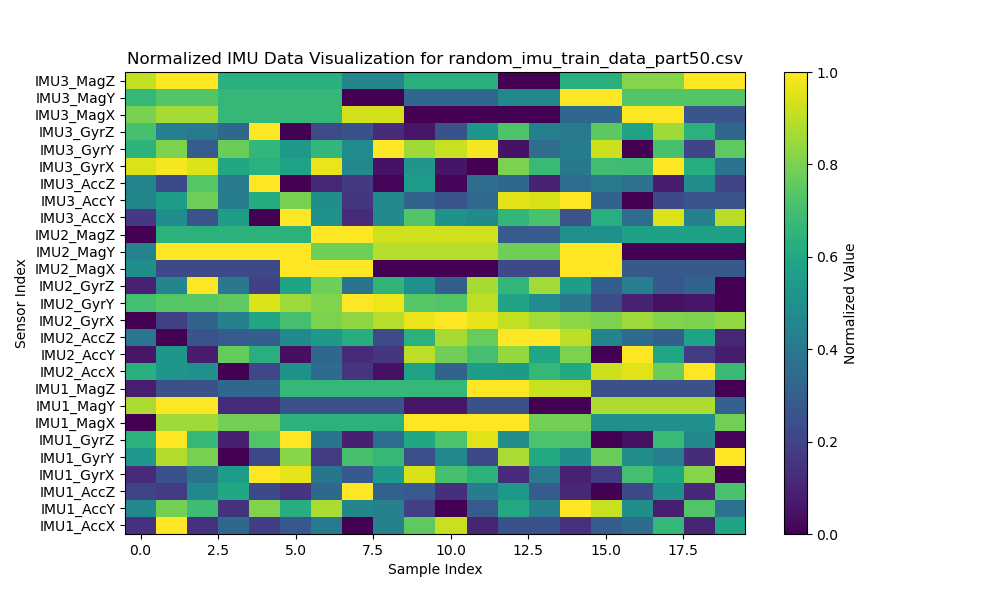 Normalized IMU Data Visualization for random_imu_train_data_part50.csv
IMU3_MagZ
IMU3_MagY
IMU3_MagX
IMU3_GyrZ
IMU3_GyrY
IMU3_GyrX
IMU3_AccZ
IMU3_AccY
IMU3_AccX
IMU2_MagZ
IMU2_MagY
IMU2_MagX
IMU2_GyrZ
IMU2_GyrY
IMU2_GyrX
IMU2_AccZ
IMU2_AccY
IMU2_AccX
IMU1_MagZ
IMU1_MagY
IMU1_MagX
IMU1_GyrZ
IMU1_GyrY
IMU1_GyrX
IMU1_AccZ
IMU1_AccY
IMU1_AccX
Sensor Index
0.0 2.5 5.0 7.5 10.0 12.5 15.0 17.5
Sample Index
1.0
0.8
0.6
0.4
0.2
0.0
Normalized Value